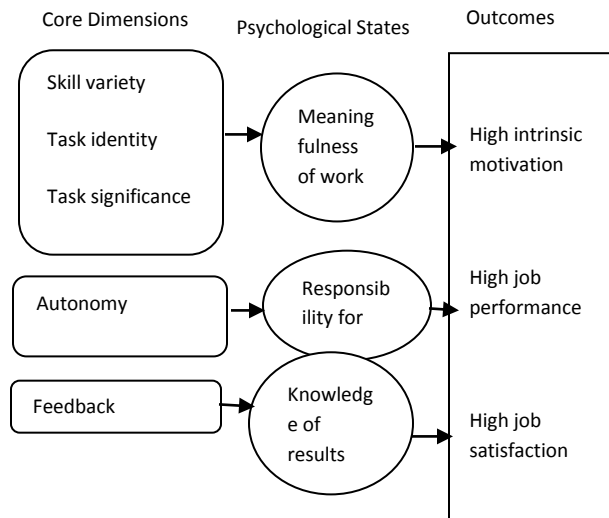 Core Dimensions
Psychological States
Outcomes
Skill variety
Task identity
Task significance
Meaning
fulness
of work
High intrinsic
motivation
Autonomy
Responsib
ility for
High job
performance
Feedback
Knowledg
e of
results
High job
satisfaction